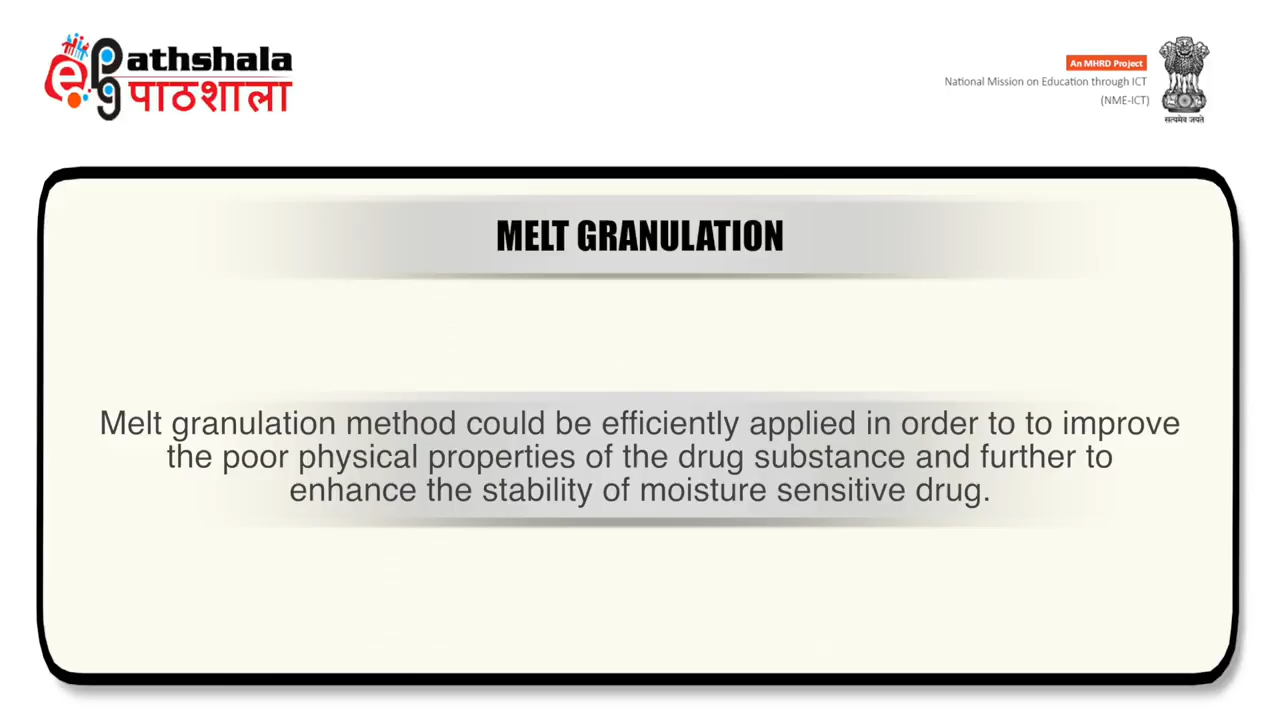 e pg athshala
पाठशाला
An MHRD Project
National Mission on Education through ICT
(NME-ICT)
सत्यमेव जयते
MELT GRANULATION
Melt granulation method could be efficiently applied in order to to improve
the poor physical properties of the drug substance and further to
enhance the stability of moisture sensitive drug.